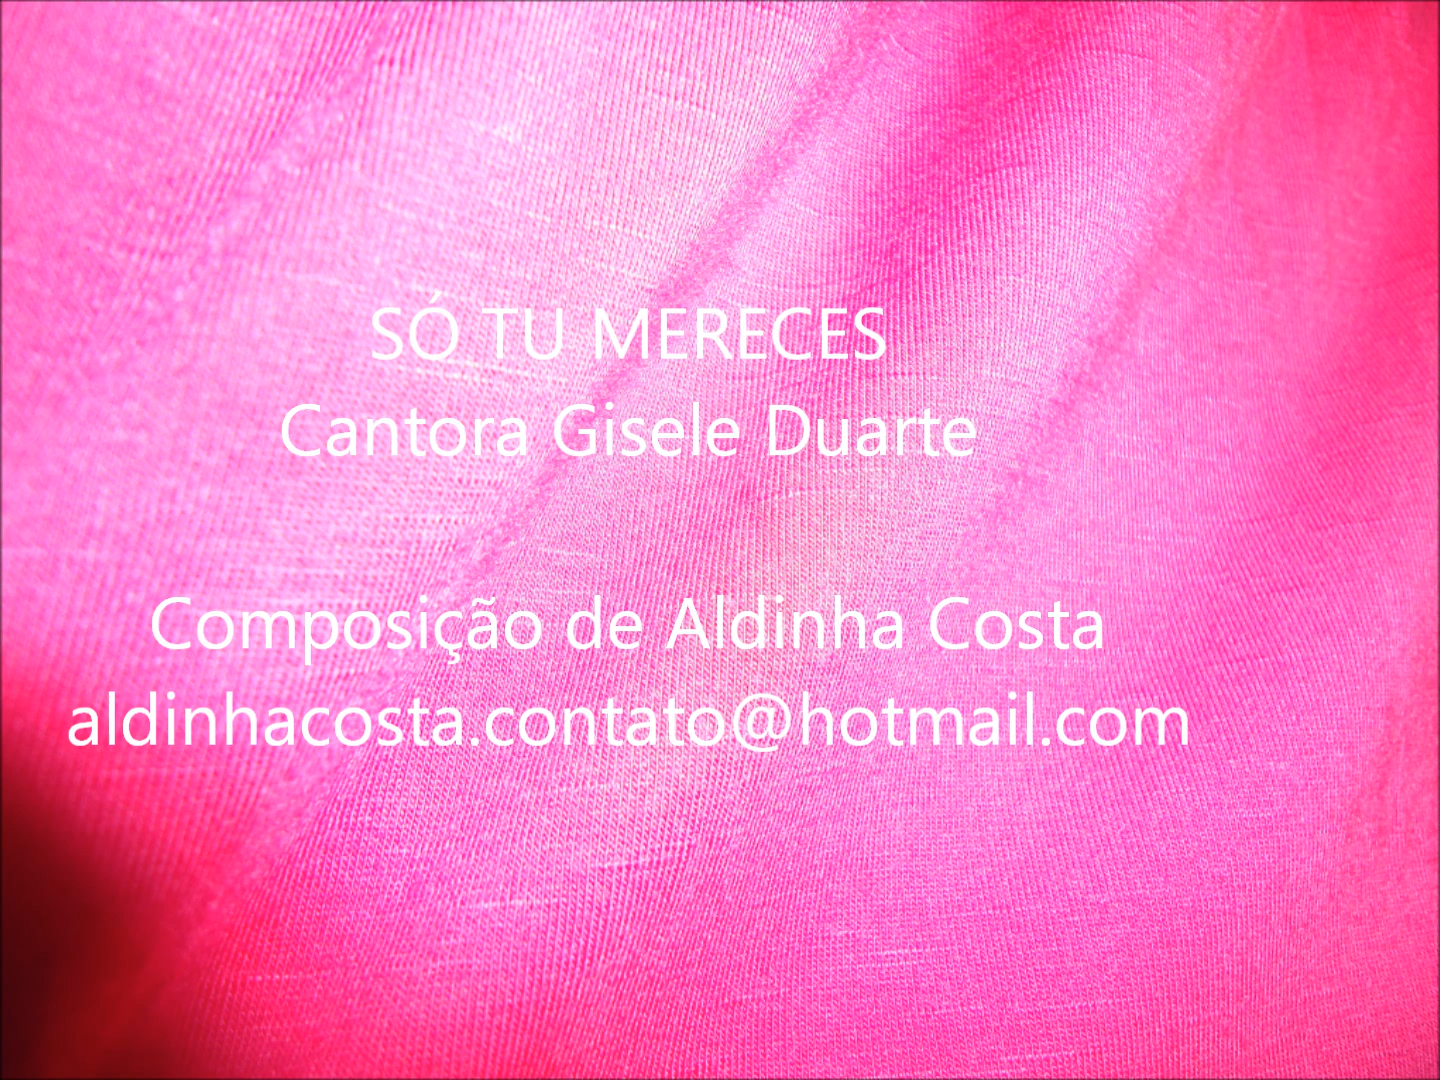 SÓ TU MERECES
Cantora Gisele Duarte
Composição de Aldinha Costa
aldinhacosta.contato@hotmail.com